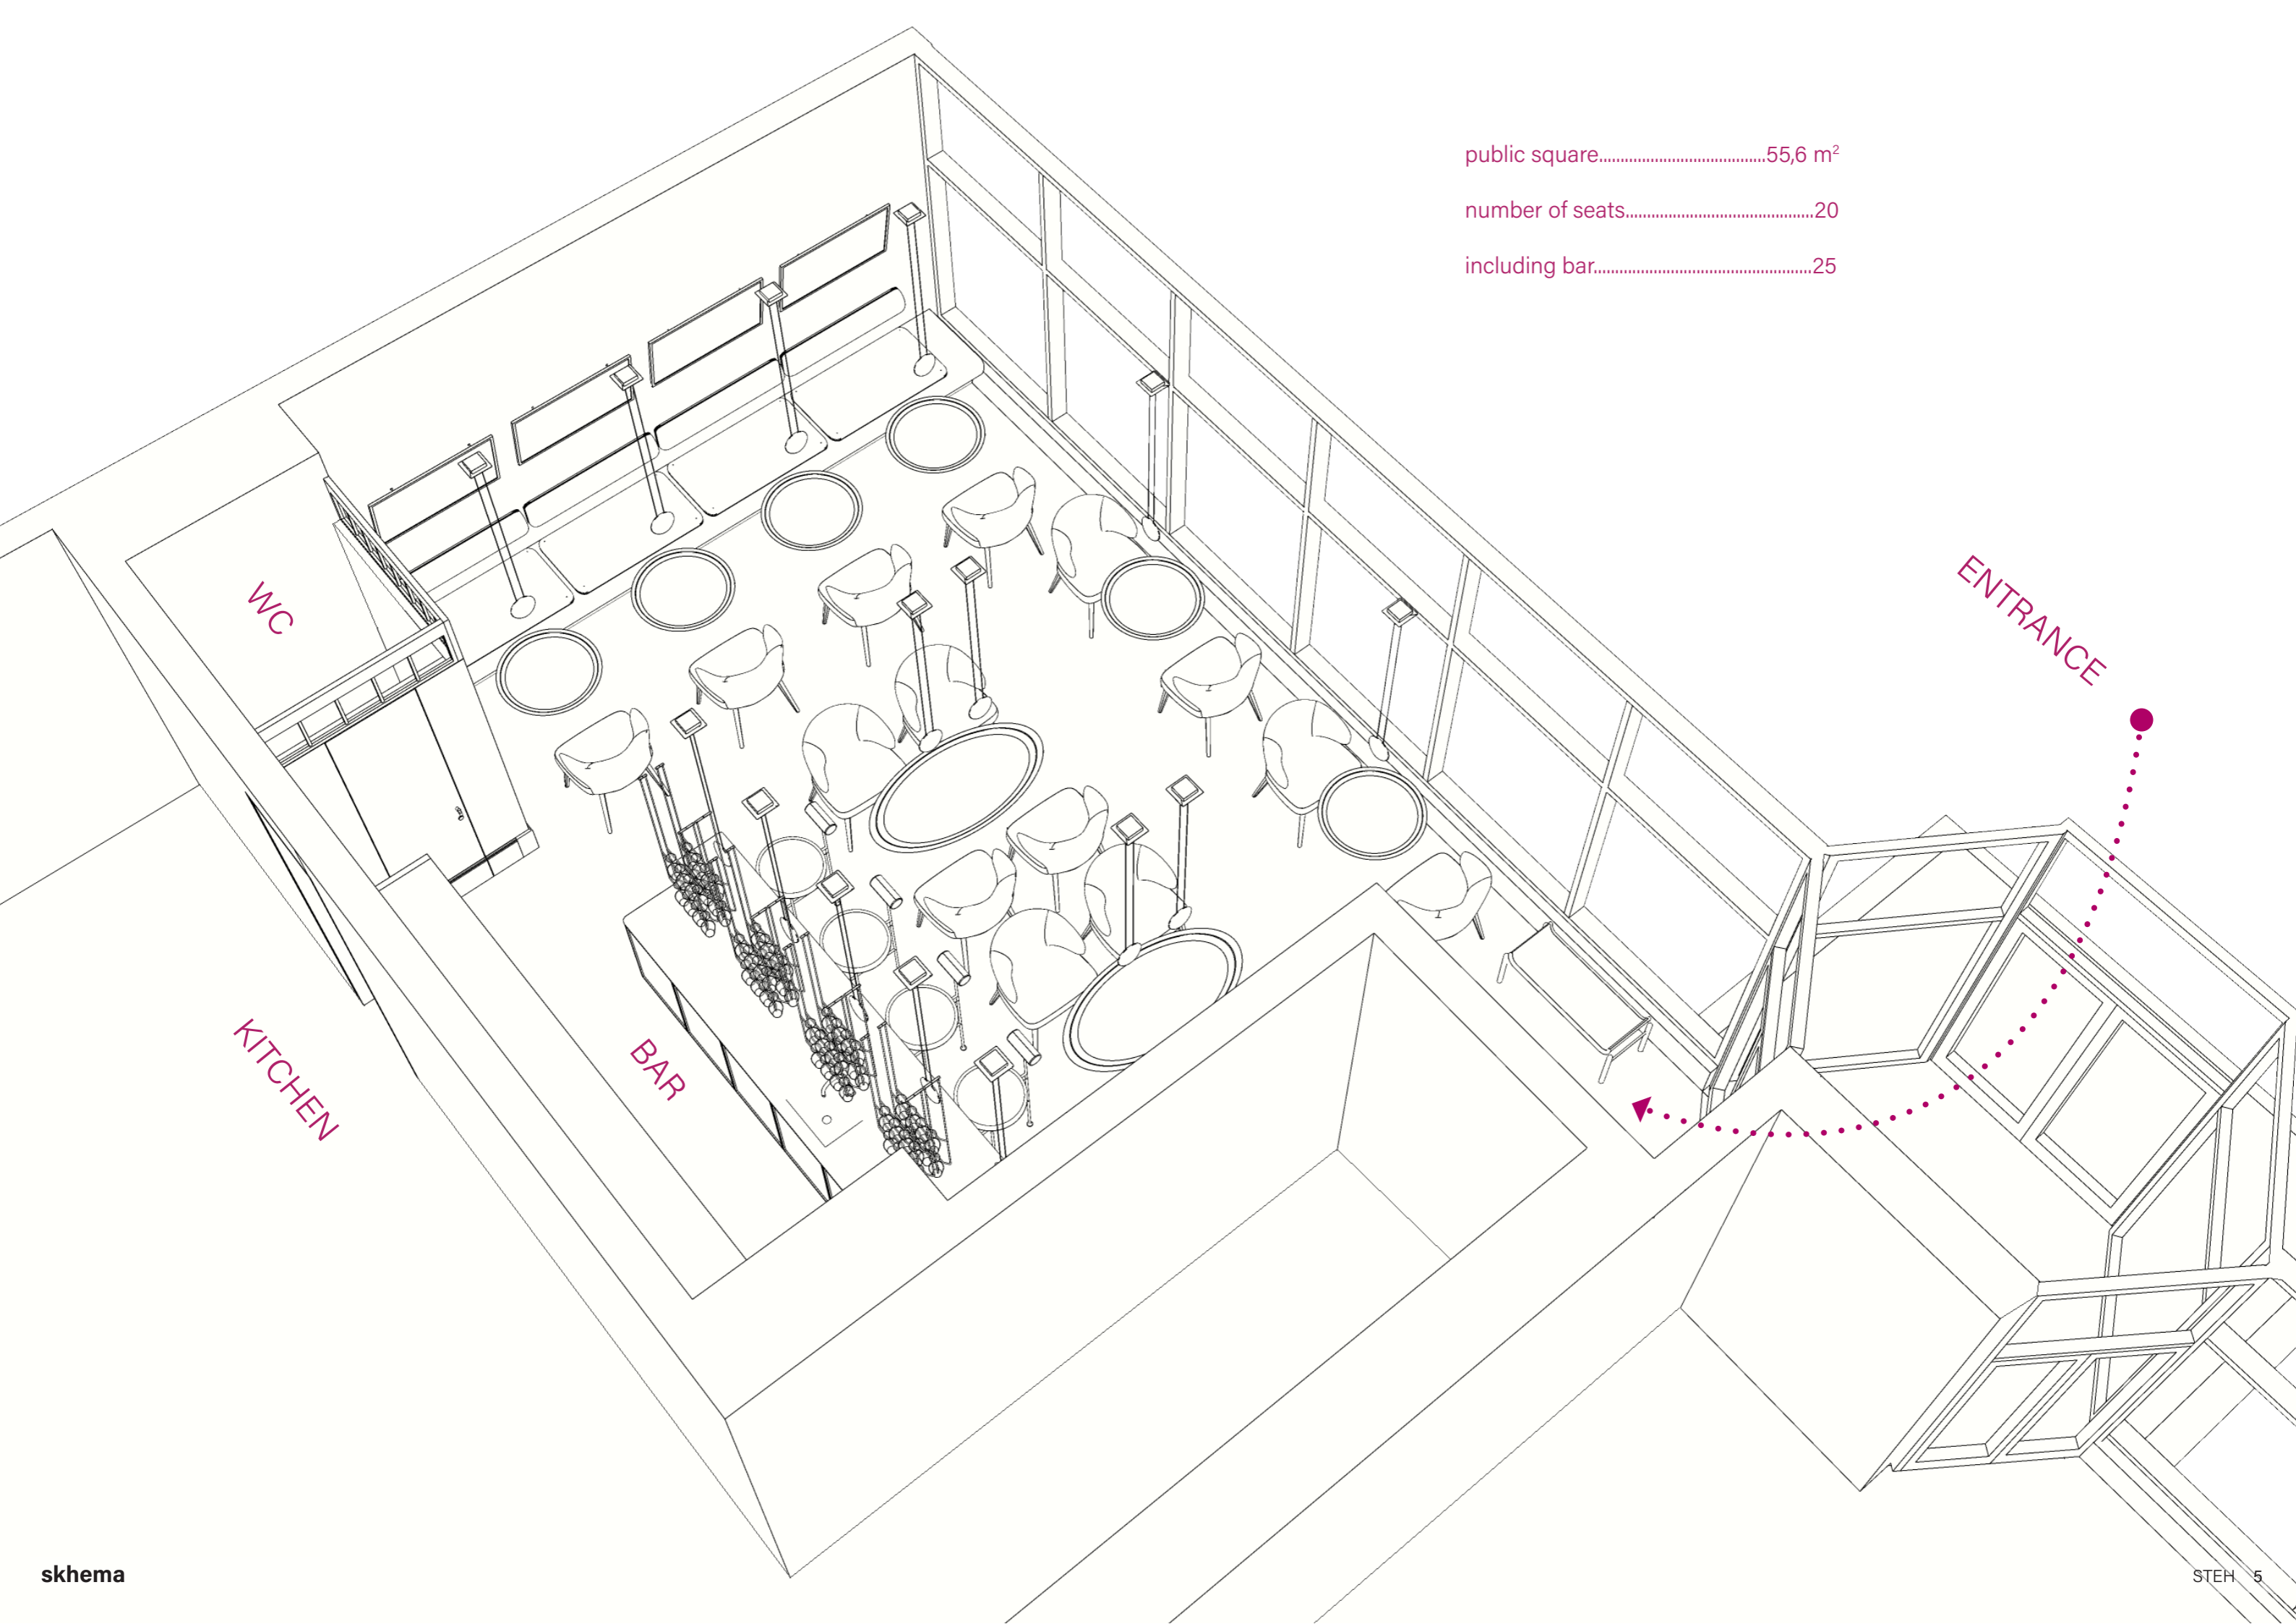 public square......................................55,6 m²
number of seats...........................................20
including bar..................................................25
ENTRANCE
WC
KITCHEN
BAR
skhema
STEH 5